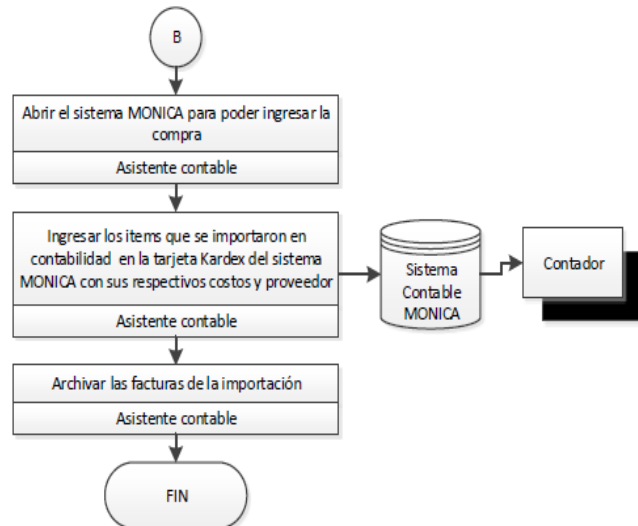 B
Abrir el sistema MONICA para poder ingresar la
compra
Asistente contable
Ingresar los items que se importaron en
contabilidad en la tarjeta Kardex del sistema
MONICA con sus respectivos costos y proveedor
Asistente contable
Sistema
Contable
MONICA
Contador
Archivar las facturas de la importación
Asistente contable
FIN